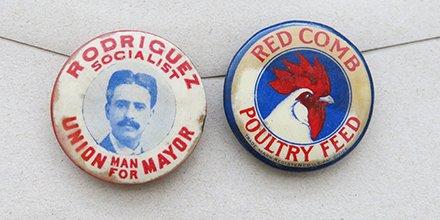 RODRIGUEZ
SOCIALIST
UNION MAN FOR MAYOR
RED COMB
POULTRY FEED